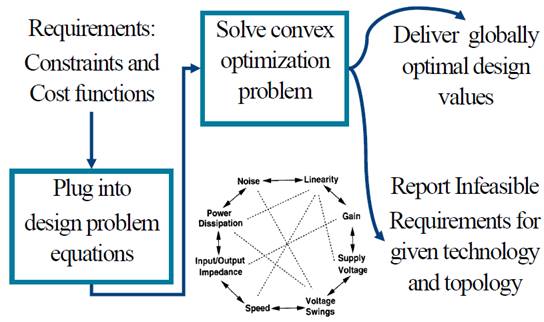 Requirements:
Constraints and
Cost functions
Plug into
design problem
equations
Solve convex
optimization
problem
Deliver globally
optimal design
values
Report Infeasible
Requirements for
given technology
and topology
Noise
Linearity
Gain
Supply
Voltage
Voltage
Swings
Speed
Input/Output
Impedance
Power
Dissipation